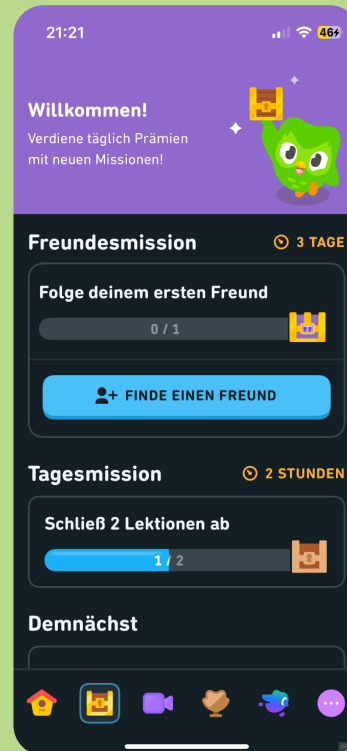 21:21
46
Willkommen!
Verdiene täglich Prämien
mit neuen Missionen!
Freundesmission
3 TAGE
Folge deinem ersten Freund
0 / 1
FINDE EINEN FREUND
Tagesmission
2 STUNDEN
Schließ 2 Lektionen ab
1 / 2
Demnächst